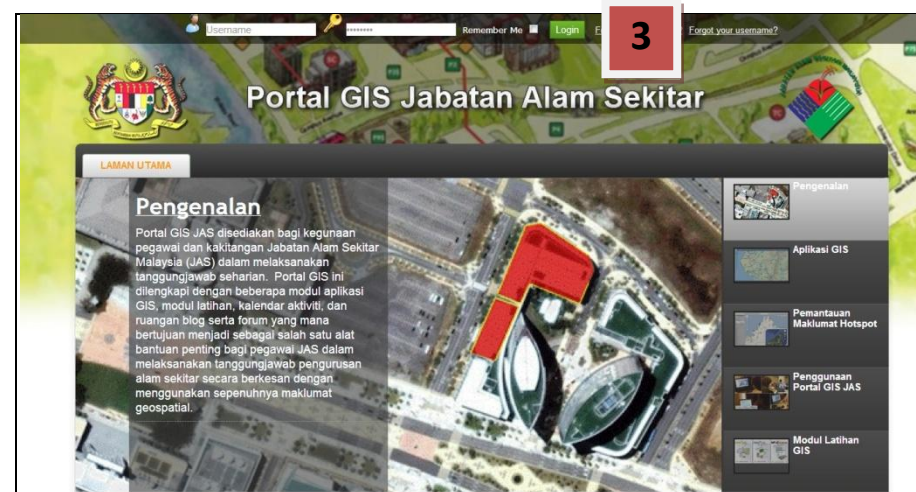 Username
Remember Me
Login
3
Forgot your username?
Portal GIS Jabatan Alam Sekitar
LAMAN UTAMA
Pengenalan
Portal GIS JAS disediakan bagi kegunaan
pegawai dan kakitangan Jabatan Alam Sekitar
Malaysia (JAS) dalam melaksanakan
tanggungjawab seharian. Portal GIS ini
dilengkapi dengan beberapa modul aplikasi
GIS, modul latihan, kalendar aktiviti, dan
ruangan blog serta forum yang mana
bertujuan menjadi sebagai salah satu alat
bantuan penting bagi pegawai JAS dalam
melaksanakan tanggungjawab pengurusan
alam sekitar secara berkesan dengan
menggunakan sepenuhnya maklumat
geospatial.
Pengenalan
Aplikasi GIS
Pemantauan
Maklumat Hotspot
Penggunaan
Portal GIS JAS
Modul Latihan
GIS